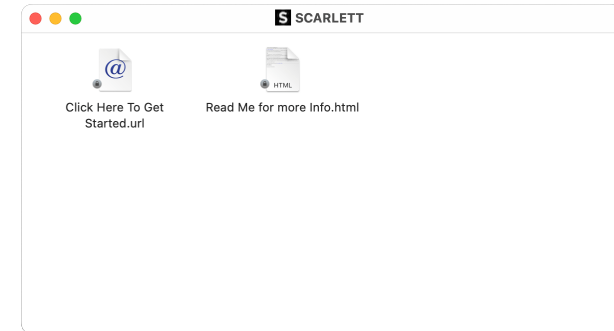 S SCARLETT
@
HTML
Click Here To Get
Started.url
Read Me for more Info.html